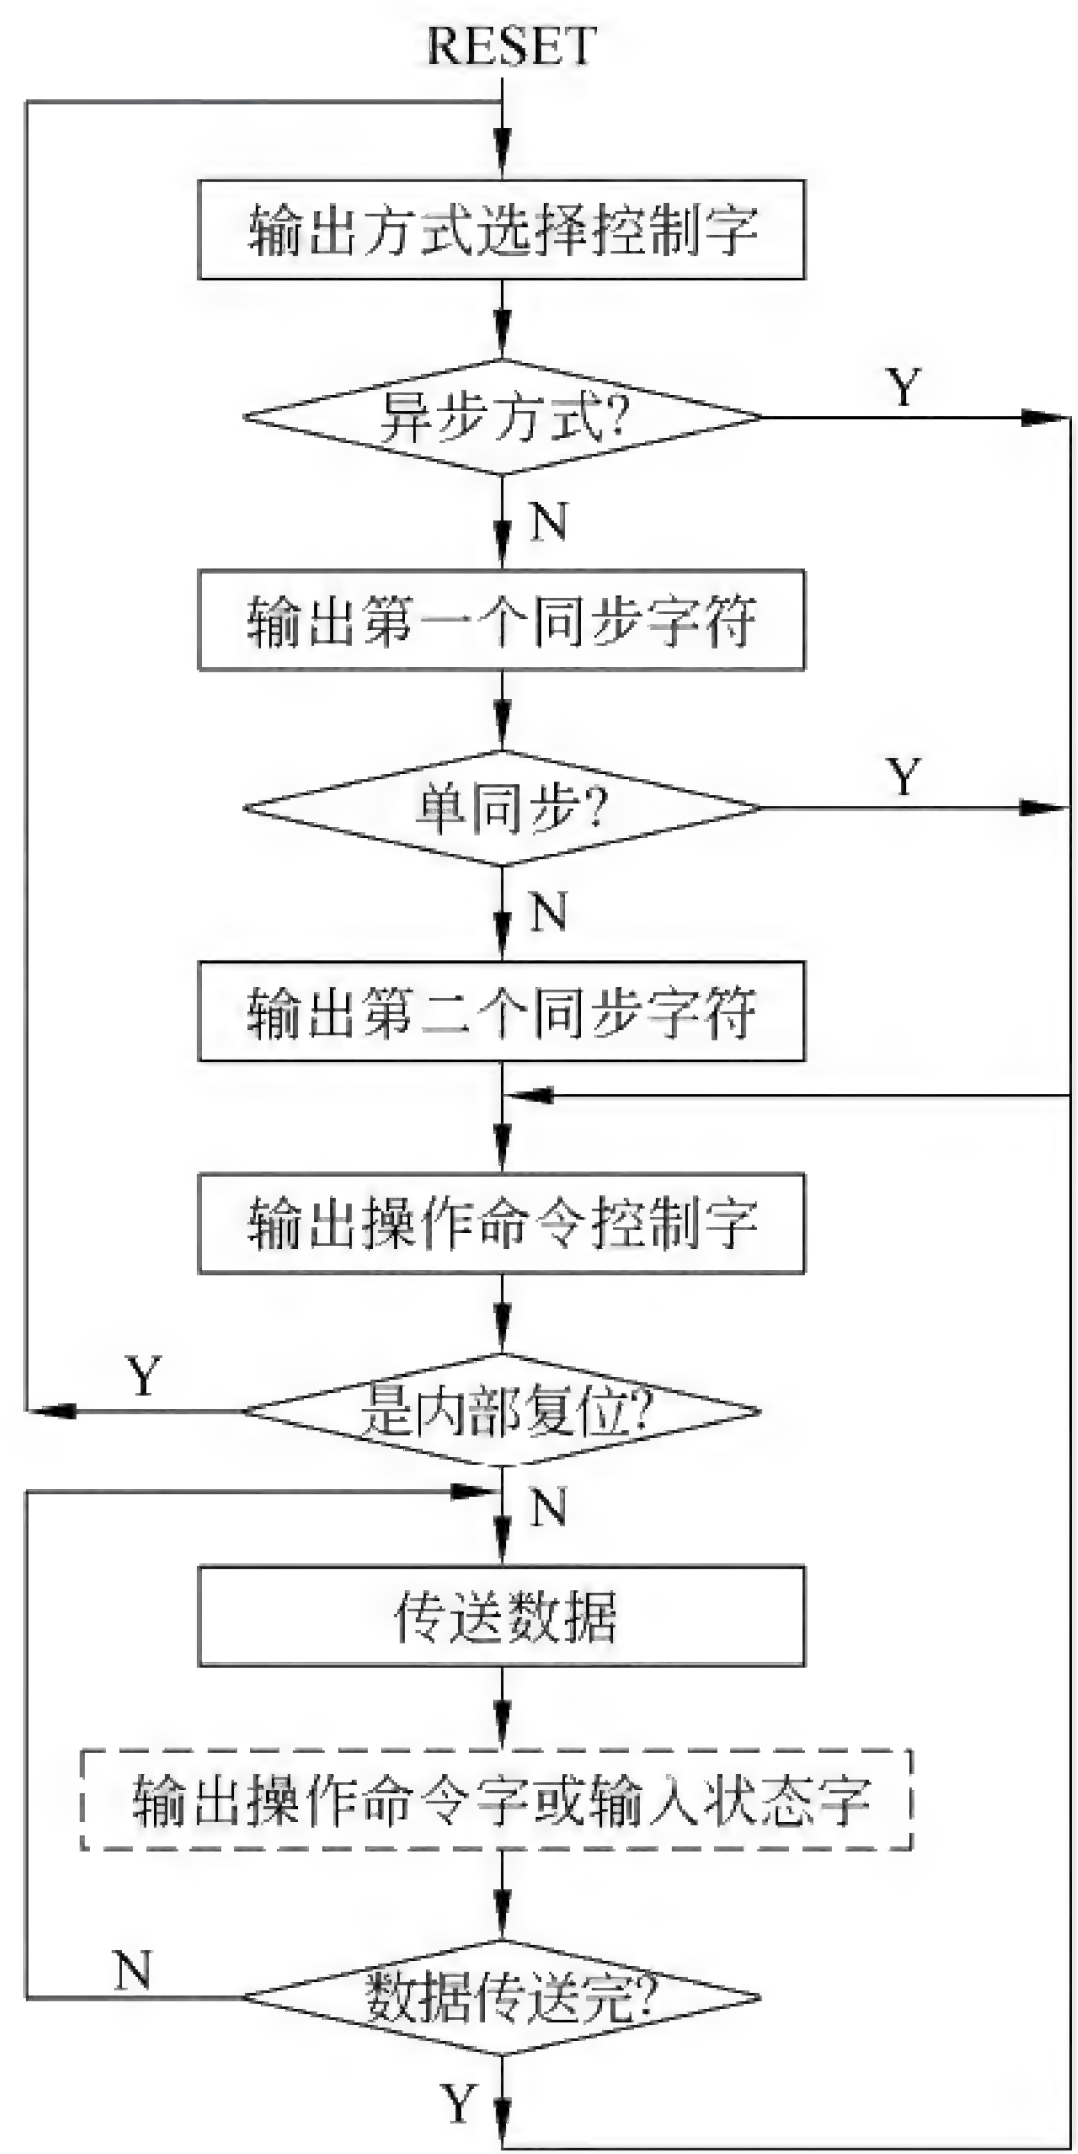 RESET
输出方式选择控制字
异步方式?
Y
N
输出第一个同步字符
单同步?
Y
N
输出第二个同步字符
输出操作命令控制字
是内部复位?
Y
N
传送数据
输出操作命令字或输入状态字
数据传送完?
N
Y